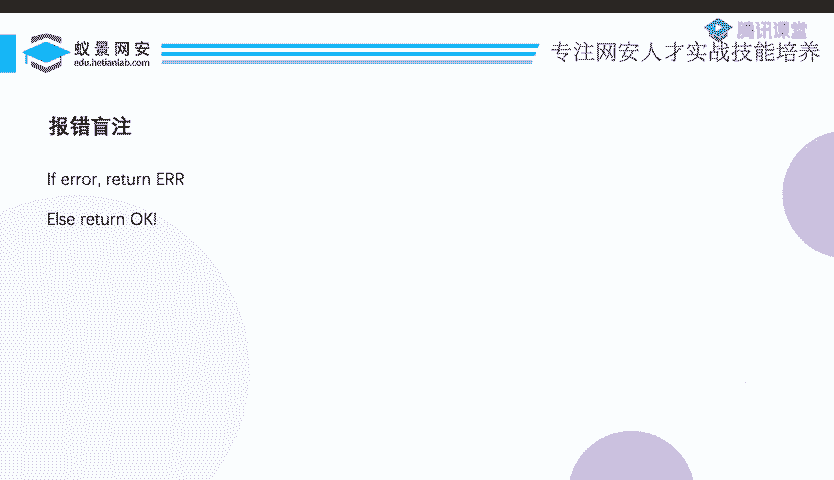 腾讯课堂
蚁景网安
edu.hetianlab.com
专注网安人才实战技能培养
报错盲注
If error, return ERR
Else return OK!